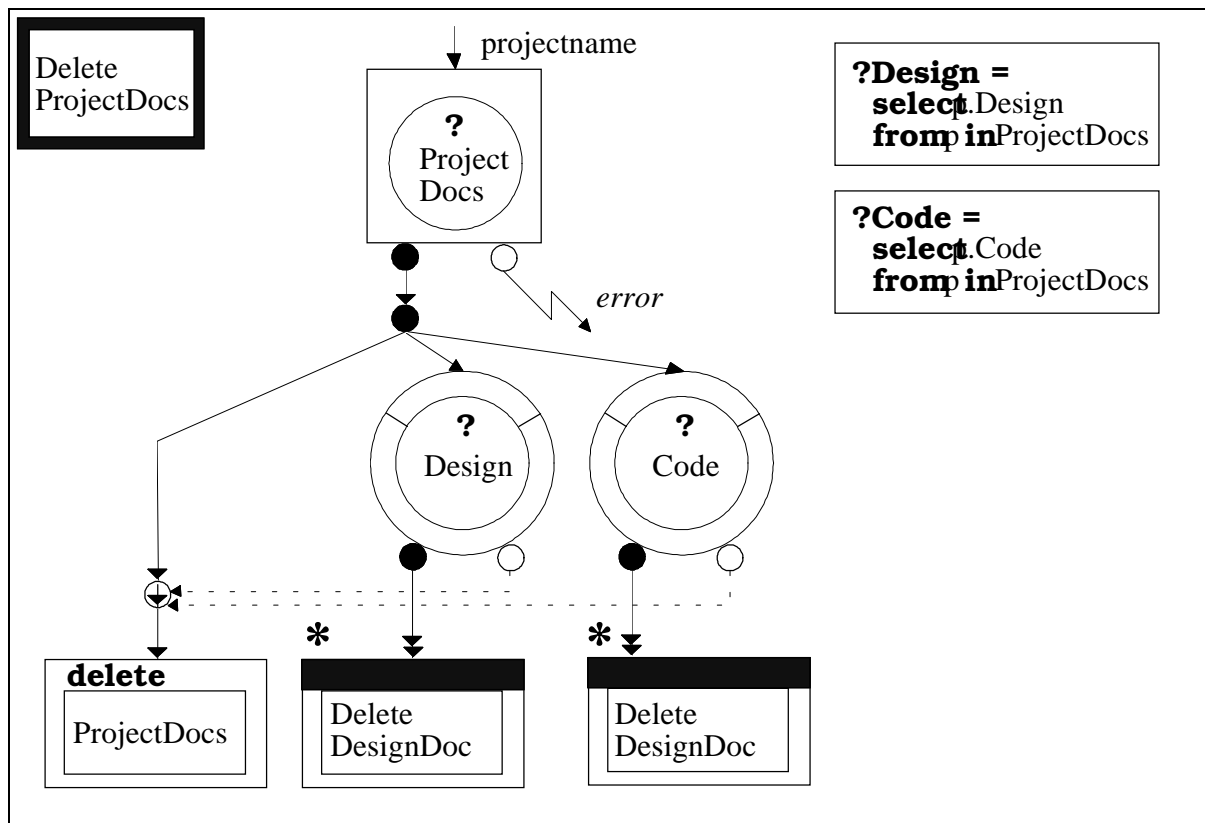 Delete
ProjectDocs
projectname
?
Project
Docs
error
?Design =
select p.Design
from p in ProjectDocs
?Code =
select p.Code
from p in ProjectDocs
?
Design
?
Code
*
*
delete
ProjectDocs
Delete
DesignDoc
Delete
DesignDoc